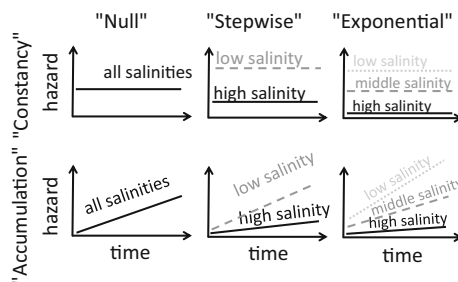 "Null" "Stepwise" "Exponential"
"Constancy"
hazard
all salinities
low salinity
high salinity
low salinity
middle salinity
high salinity
"Accumulation"
hazard
all salinities
low salinity
high salinity
low salinity
middle salinity
high salinity
time time time